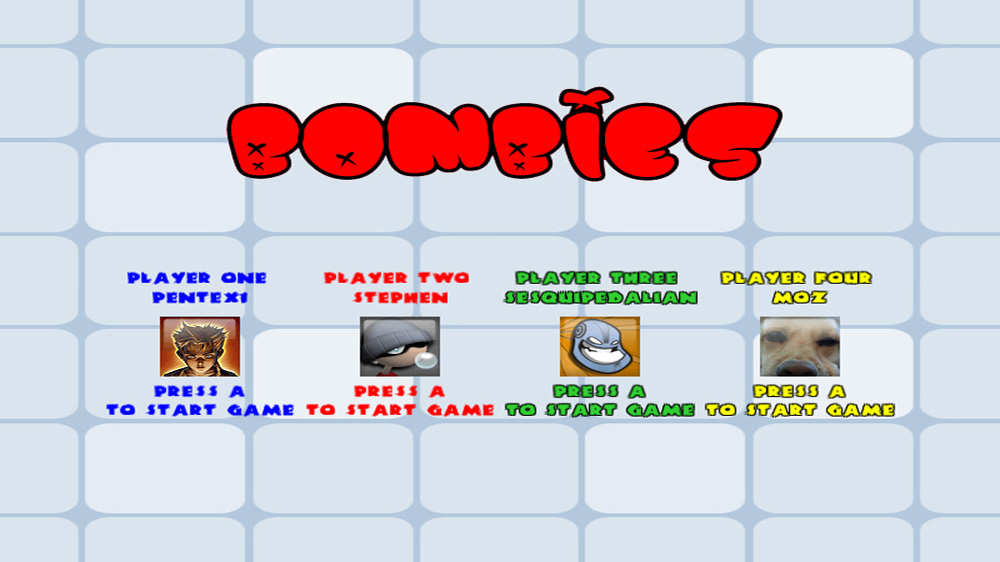 BOMBIES
PLAYER ONE
PENTEX1
PRESS A
TO START GAME
PLAYER TWO
STEPHEN
PRESS A
TO START GAME
PLAYER THREE
SESQUIPEDALIAN
PRESS A
TO START GAME
PLAYER FOUR
MOZ
PRESS A
TO START GAME